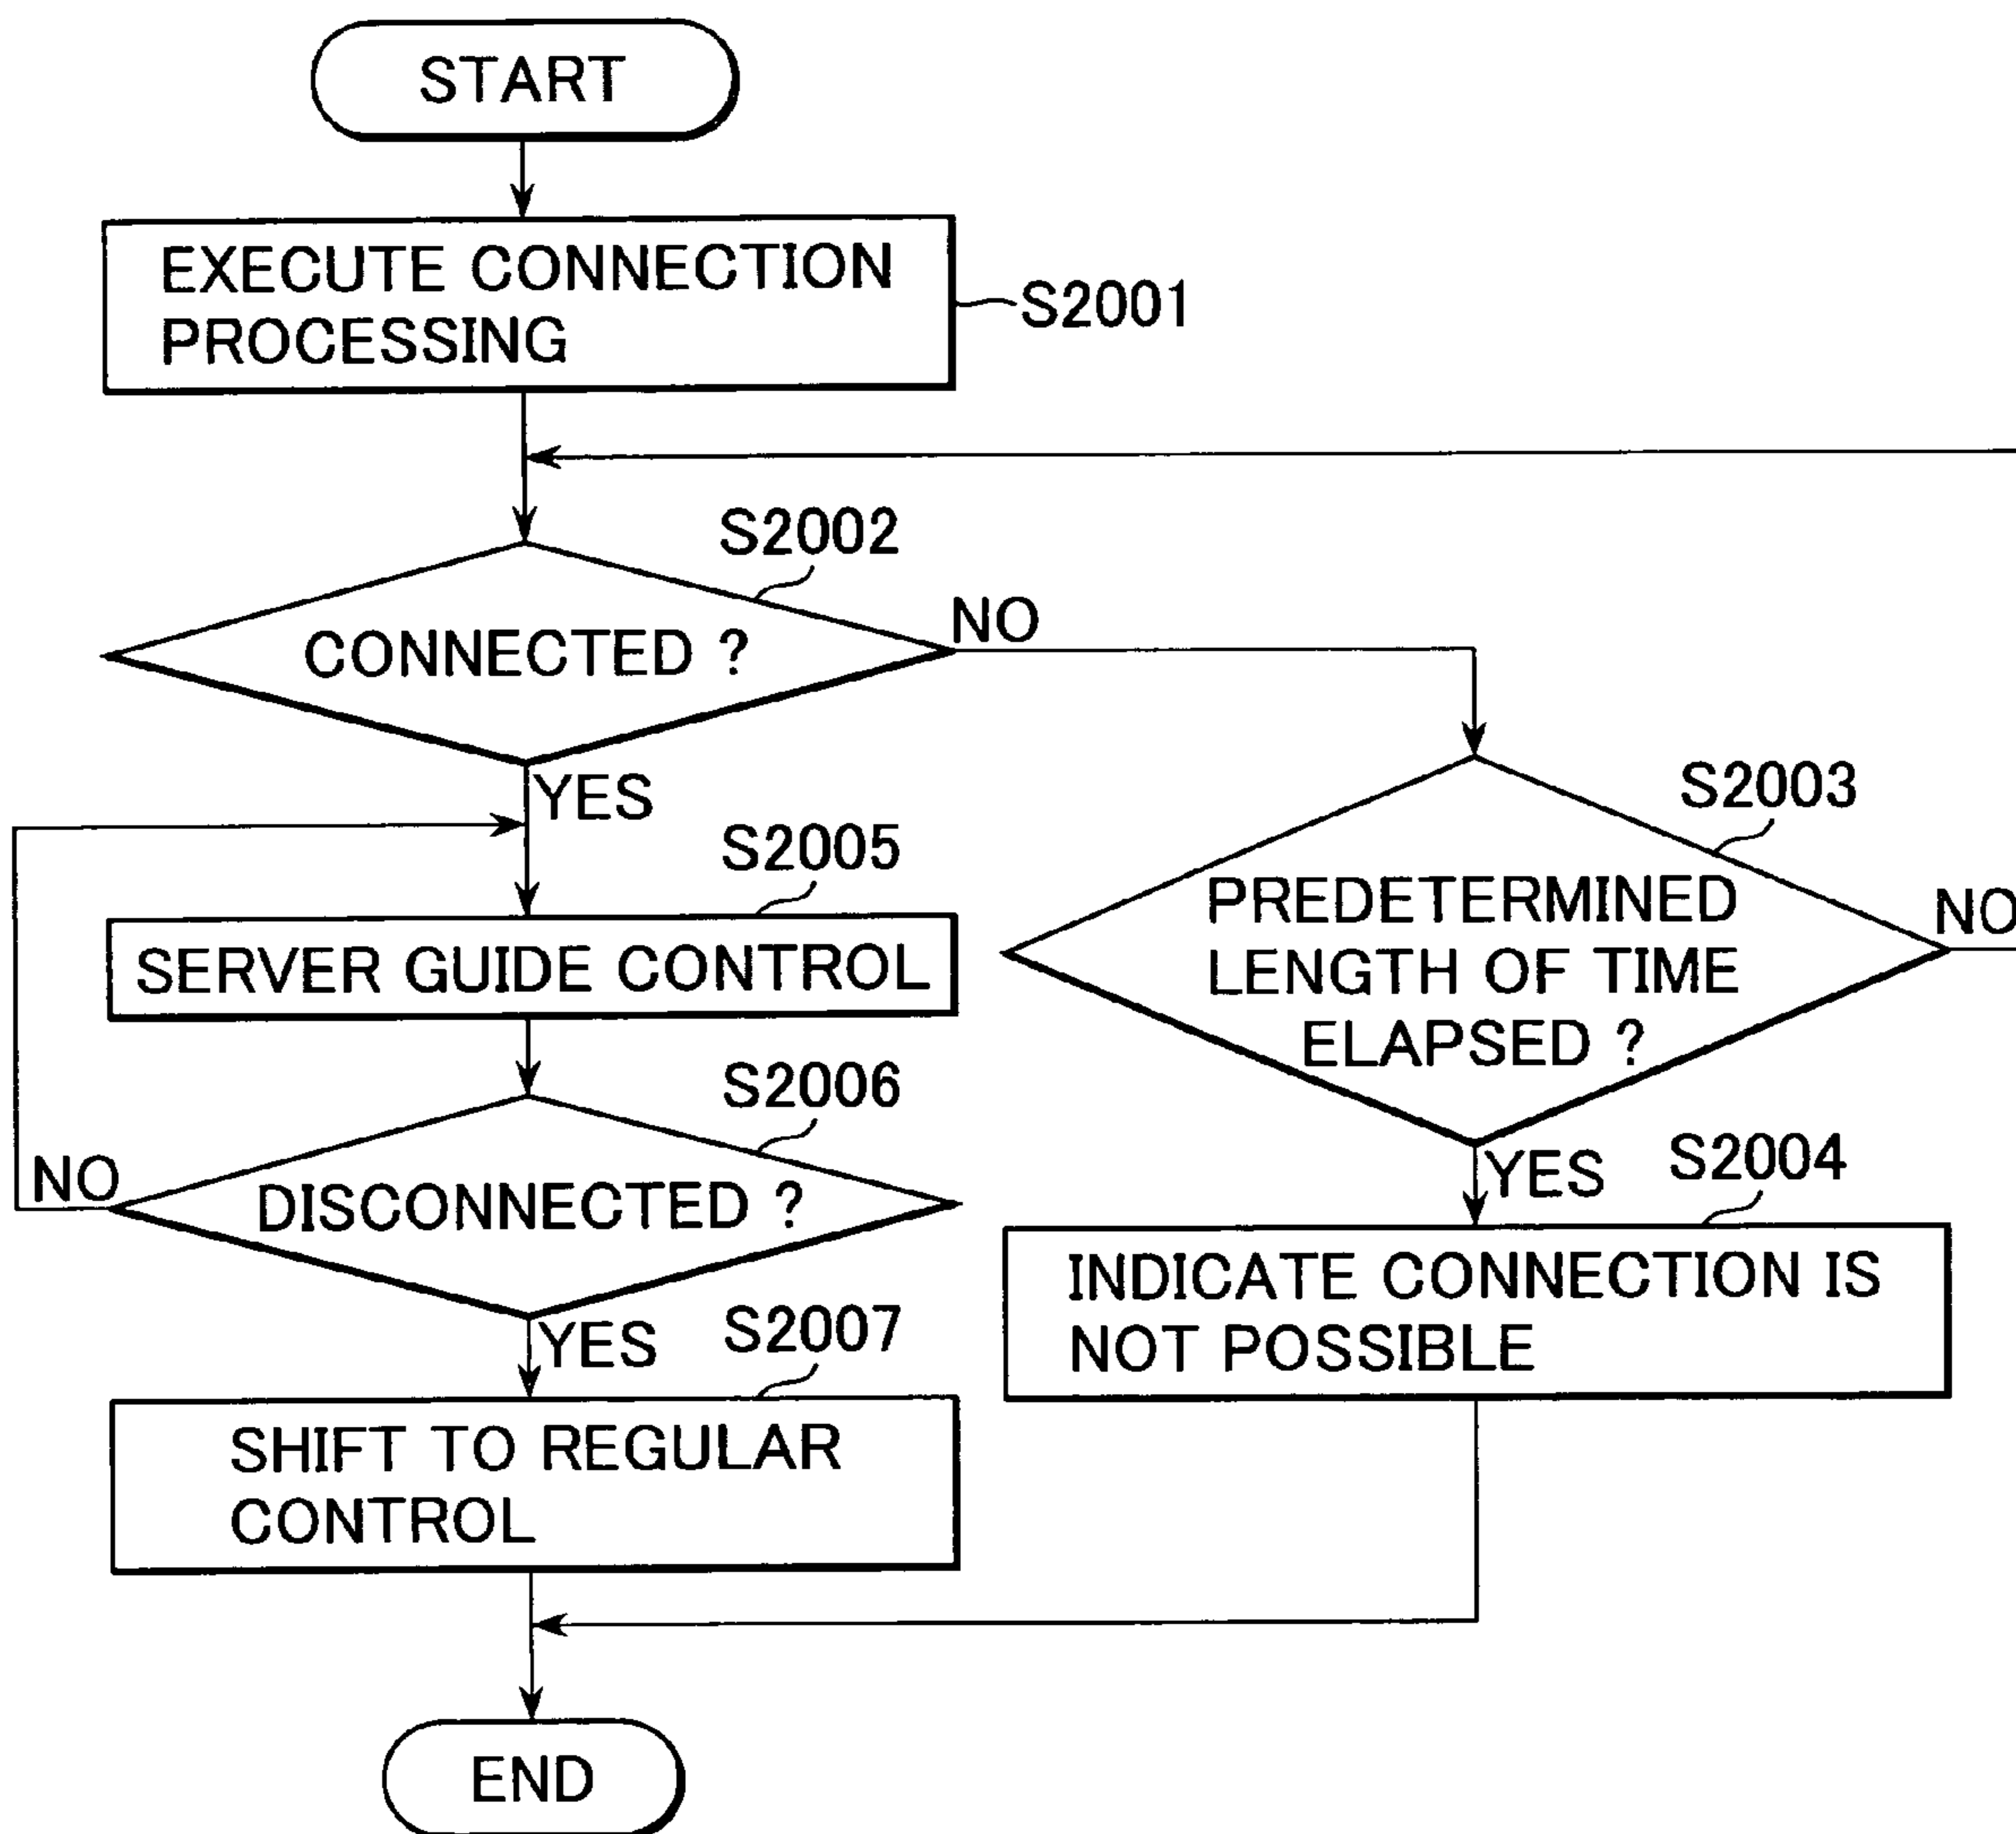 START
EXECUTE CONNECTION
PROCESSING
S2001
S2002
CONNECTED ?
NO
YES
S2003
PREDETERMINED
LENGTH OF TIME
ELAPSED ?
NO
YES
S2004
INDICATE CONNECTION IS
NOT POSSIBLE
S2005
SERVER GUIDE CONTROL
S2006
DISCONNECTED ?
NO
YES
S2007
SHIFT TO REGULAR
CONTROL
END